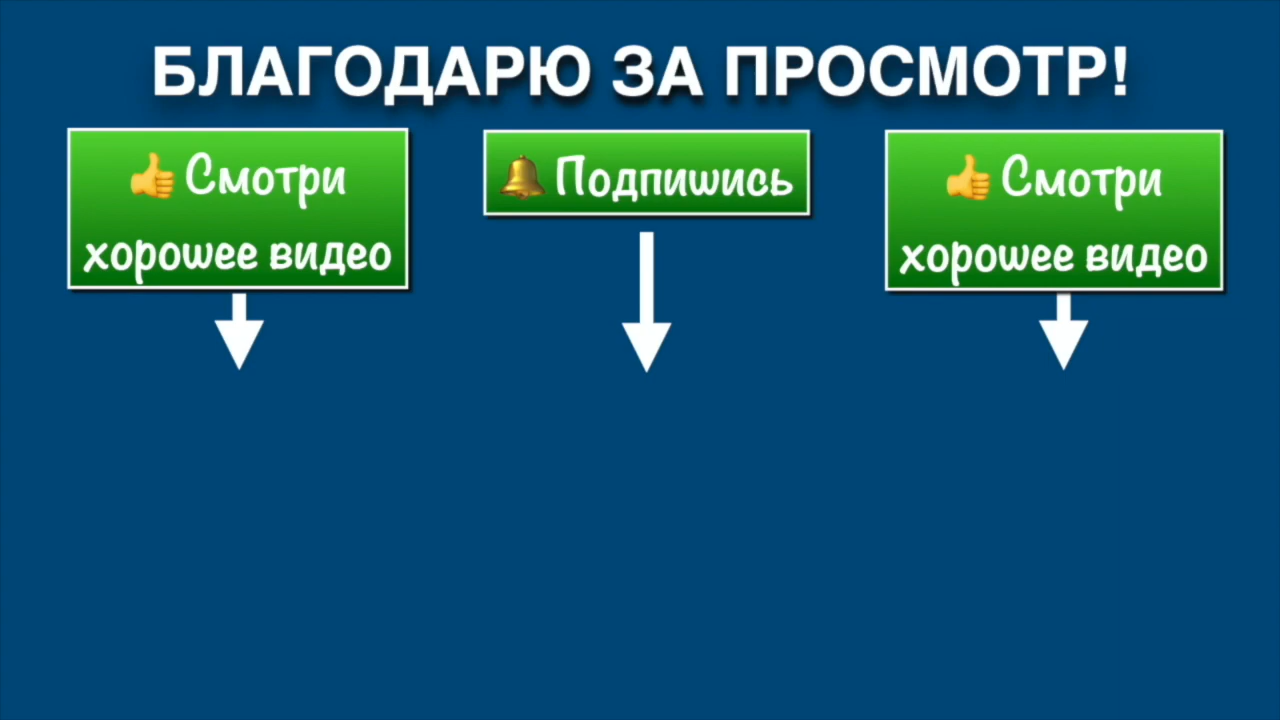 БЛАГОДАРЮ ЗА ПРОСМОТР!
👍 Смотри
хорошее видео
🔔 Подпишись
👍 Смотри
хорошее видео